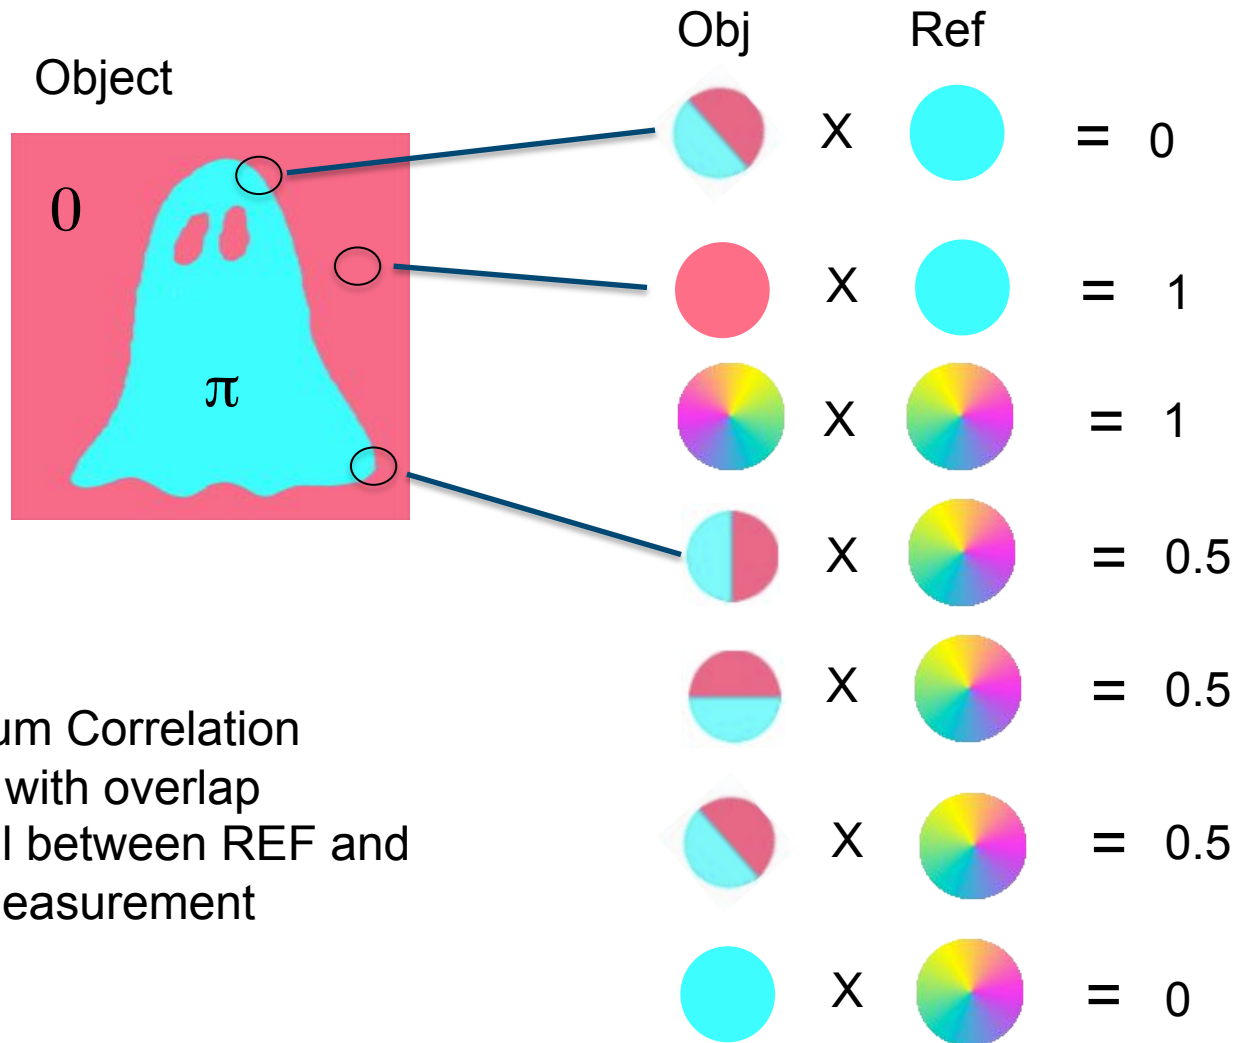 Obj Ref
Object
X = 0
0
X = 1
X = 1
π
X = 0.5
X = 0.5
um Correlation
with overlap
l between REF and
easurement
X = 0.5
X = 0